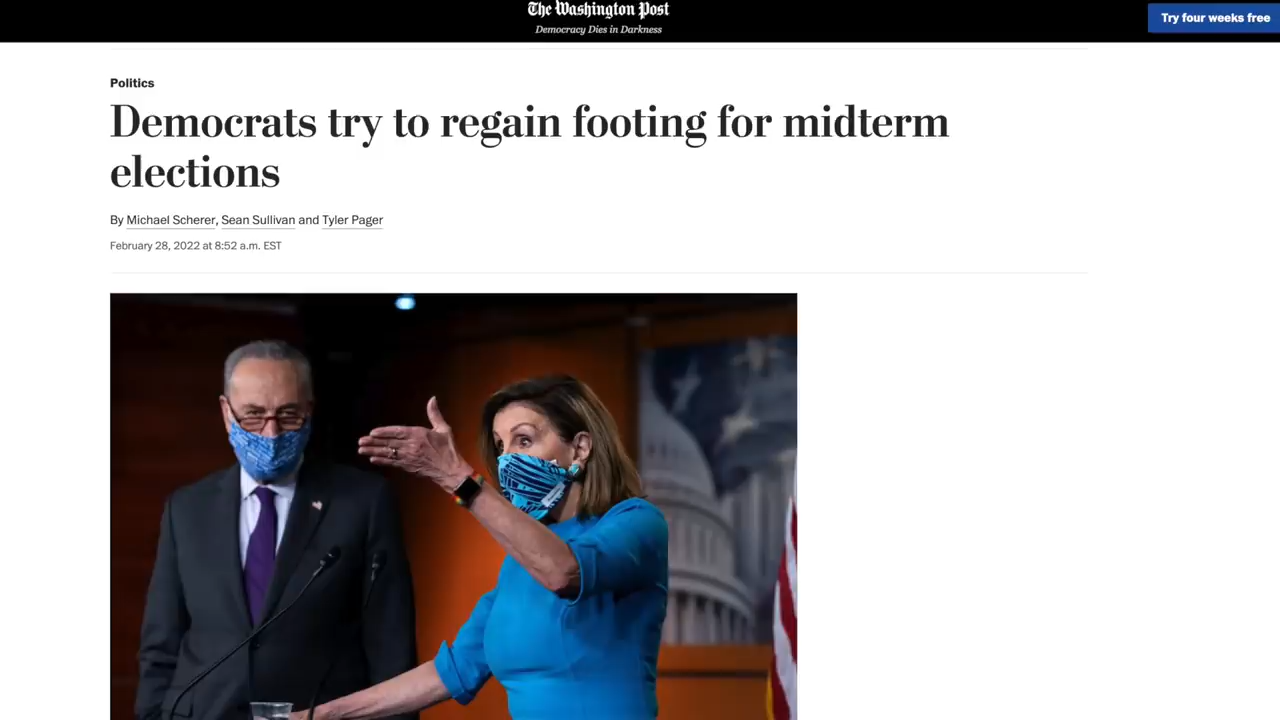 The Washington Post
Democracy Dies in Darkness
Try four weeks free
Politics
Democrats try to regain footing for midterm
elections
By Michael Scherer, Sean Sullivan and Tyler Pager
February 28, 2022 at 8:52 a.m. EST